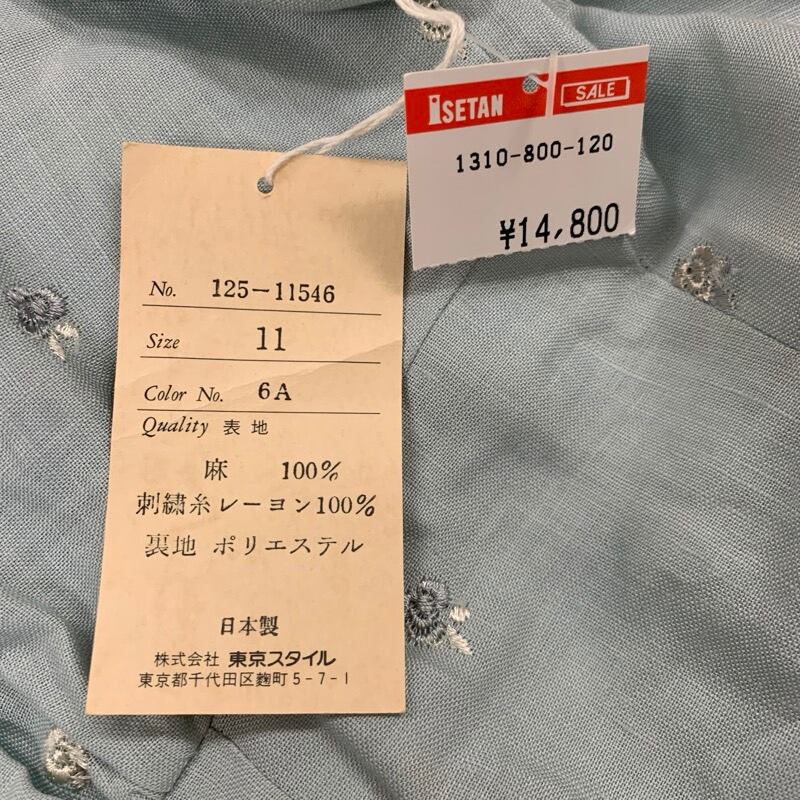 iSETAN SALE
1310-800-120
¥14,800
No. 125-11546
Size 11
Color No. 6A
Quality 表地
麻 100%
刺繍糸レーヨン100%
裏地 ポリエステル
日本製
株式会社 東京スタイル
東京都千代田区麹町5-7-1